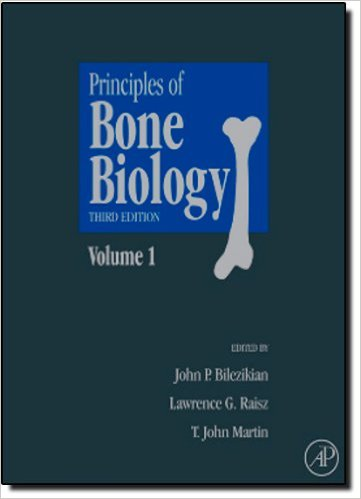 Principles of
Bone
Biology
THIRD EDITION
Volume 1
EDITED BY
John P. Bilezikian
Lawrence G. Raisz
T. John Martin
AP